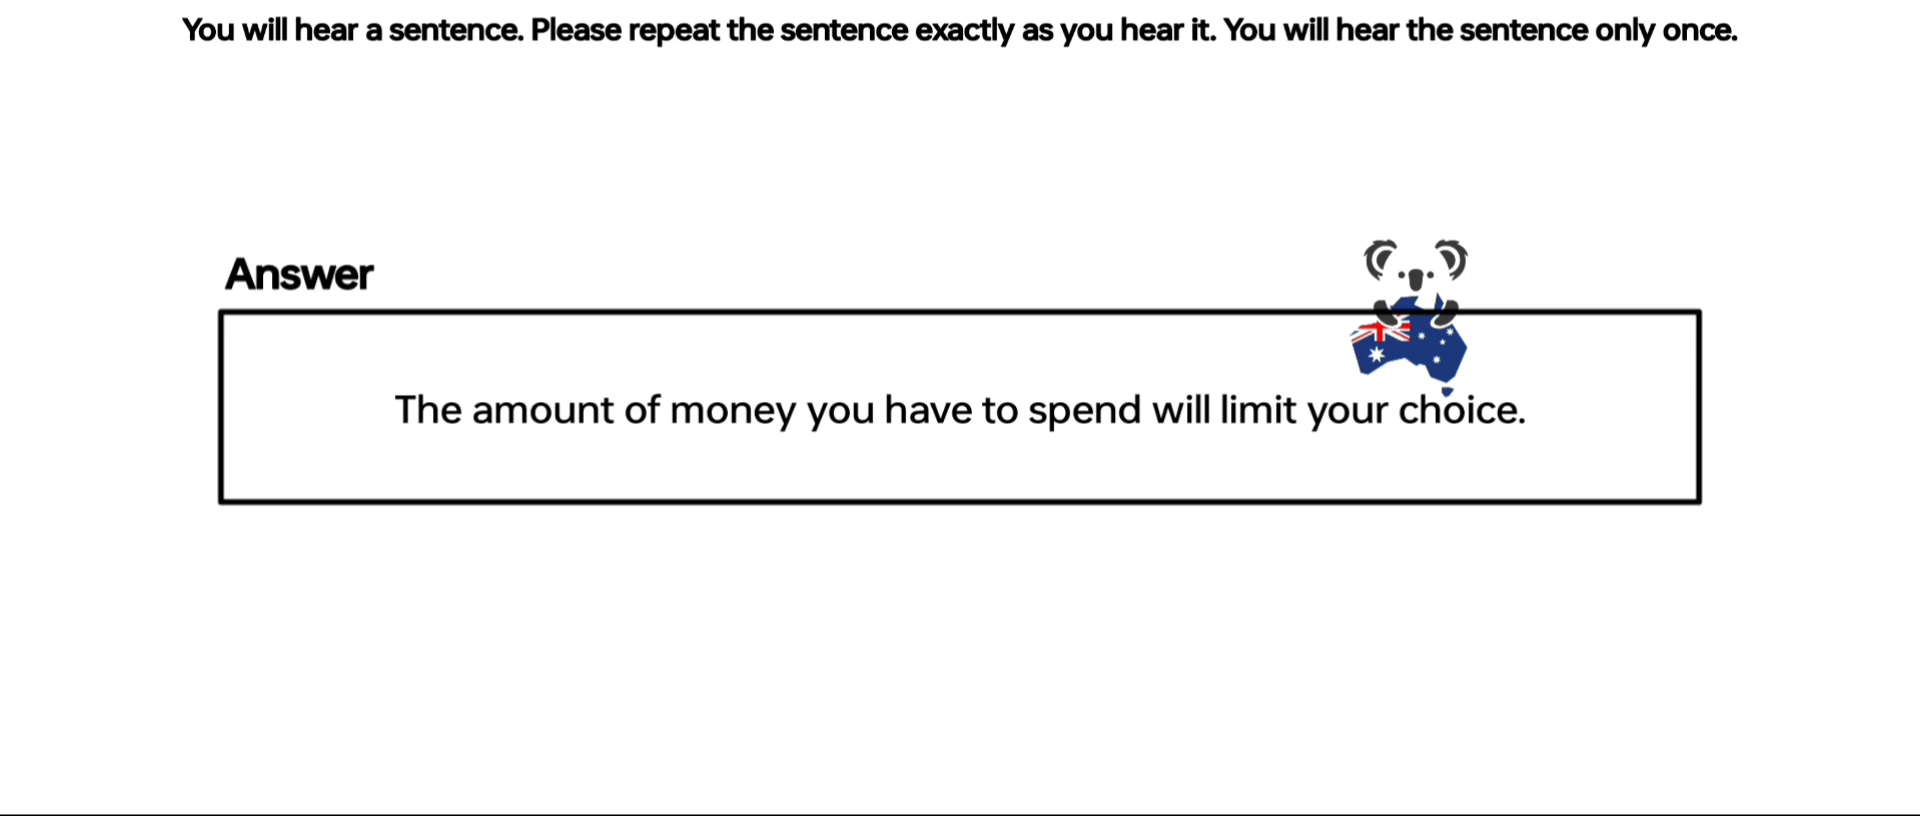 You will hear a sentence. Please repeat the sentence exactly as you hear it. You will hear the sentence only once.
Answer
The amount of money you have to spend will limit your choice.